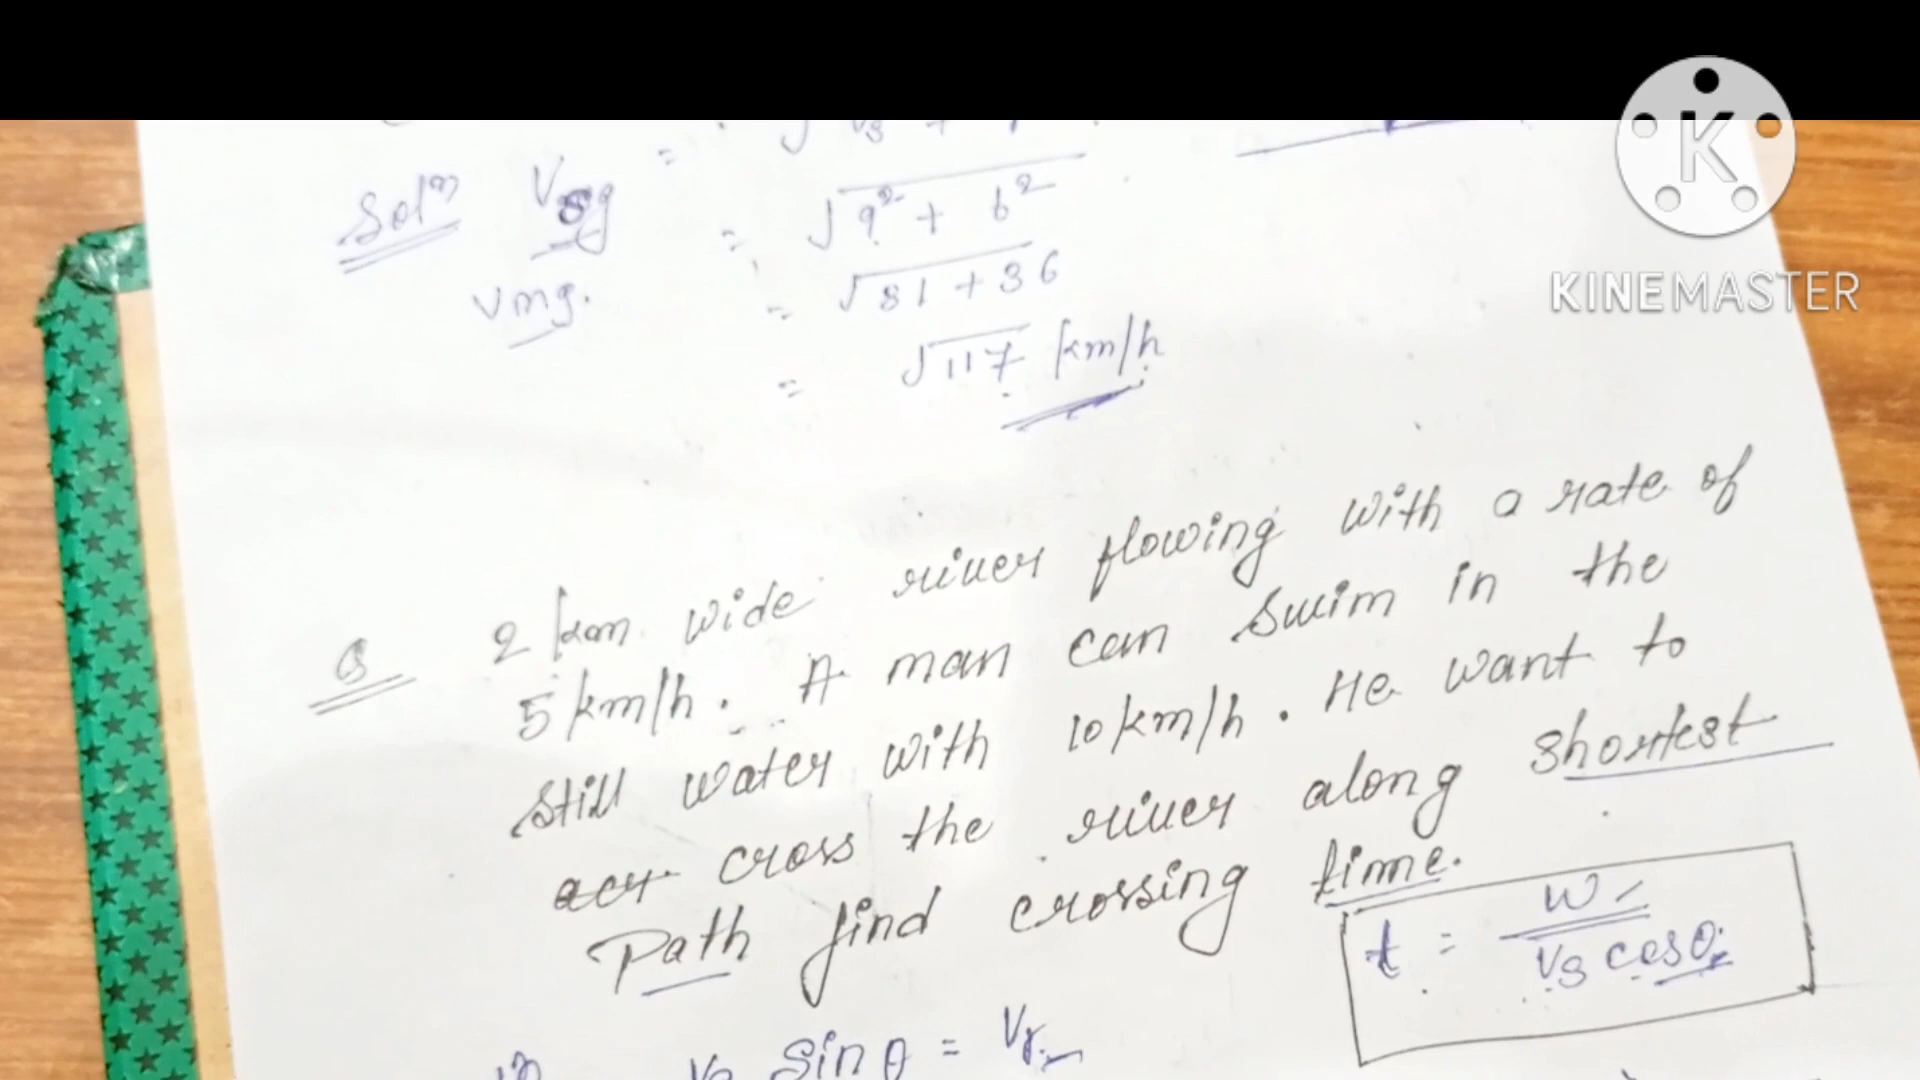 KINEMASTER
Solⁿ Vsg = √9² + 6²
Vmg. = √81 + 36
= √117 km/h
Q 2 km wide river flowing with a rate of
5 km/h. A man can swim in the
still water with 10 km/h. He want to
cross the river along shortest
Path find crossing time.
t = w / Vs cosθ
Sinθ = Vr